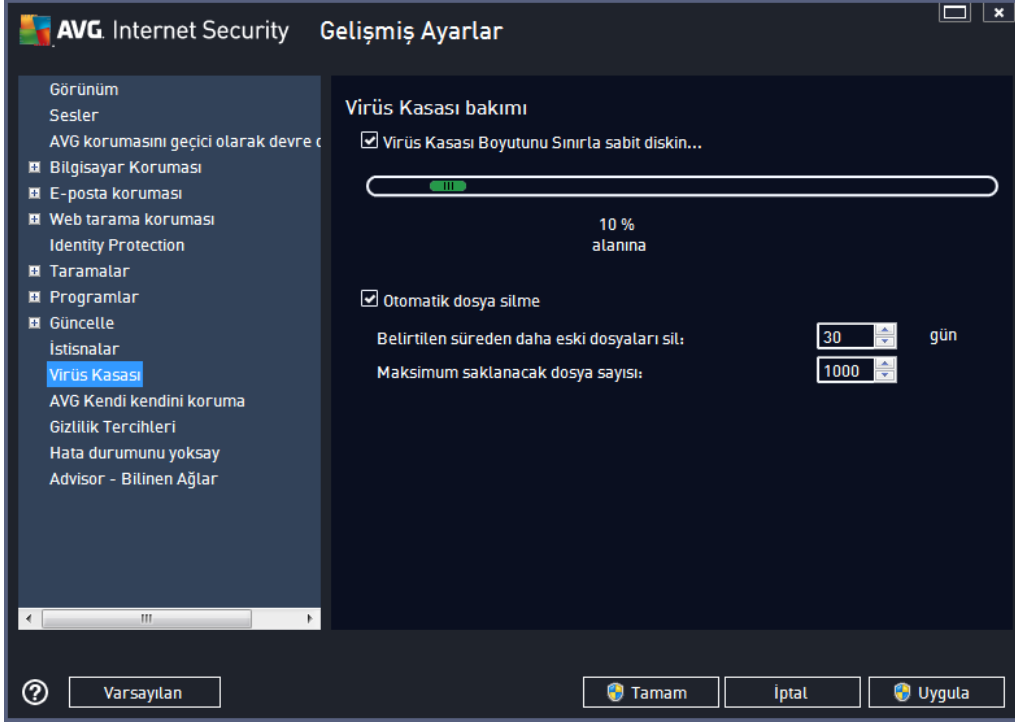 AVG. Internet Security Gelişmiş Ayarlar
Görünüm
Sesler
AVG korumasını geçici olarak devre
Bilgisayar Koruması
E-posta koruması
Web tarama koruması
Identity Protection
Taramalar
Programlar
Güncelle
İstisnalar
Virüs Kasası
AVG Kendi kendini koruma
Gizlilik Tercihleri
Hata durumunu yoksay
Advisor - Bilinen Ağlar
Virüs Kasası bakımı
Virüs Kasası Boyutunu Sınırla sabit diskin...
10 %
alanına
Otomatik dosya silme
Belirtilen süreden daha eski dosyaları sil: 30 gün
Maksimum saklanacak dosya sayısı: 1000
Varsayılan Tamam İptal Uygula